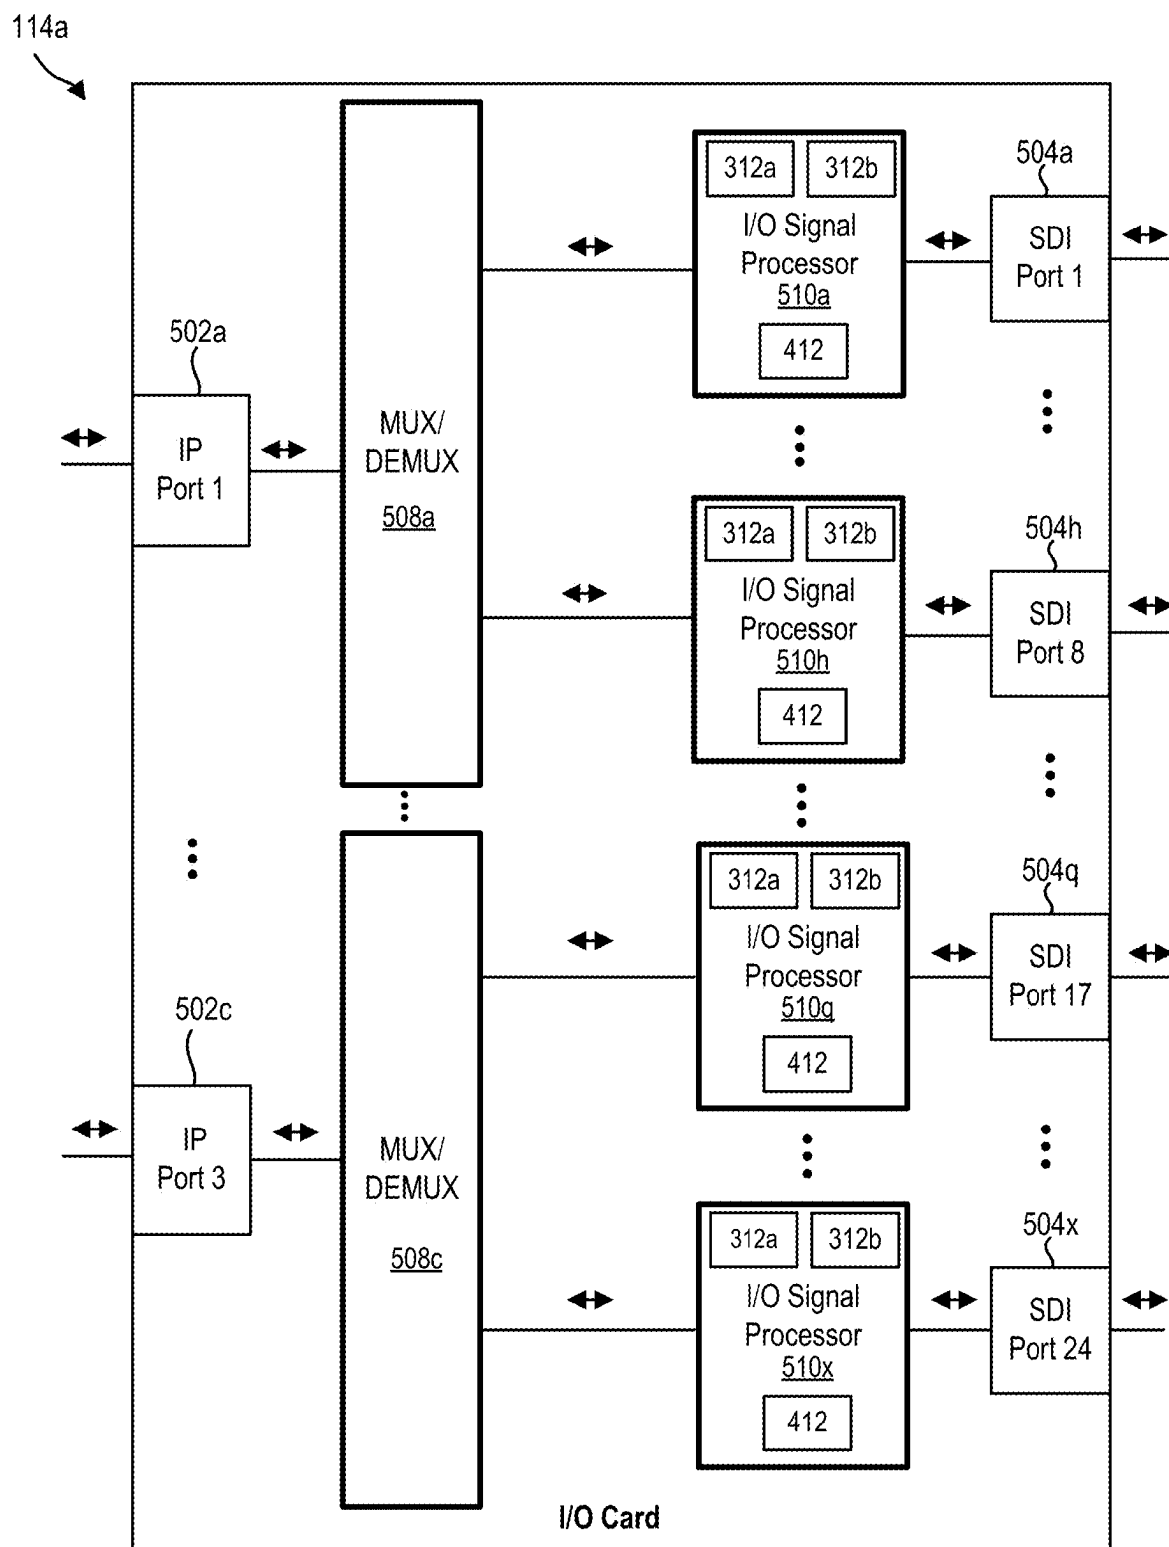 114a
312a 312b
I/O Signal
Processor
510a
412
504a
SDI
Port 1
502a
IP
Port 1
MUX/
DEMUX
508a
312a 312b
I/O Signal
Processor
510h
412
504h
SDI
Port 8
312a 312b
I/O Signal
Processor
510q
412
504q
SDI
Port 17
502c
IP
Port 3
MUX/
DEMUX
508c
312a 312b
I/O Signal
Processor
510x
412
504x
SDI
Port 24
I/O Card